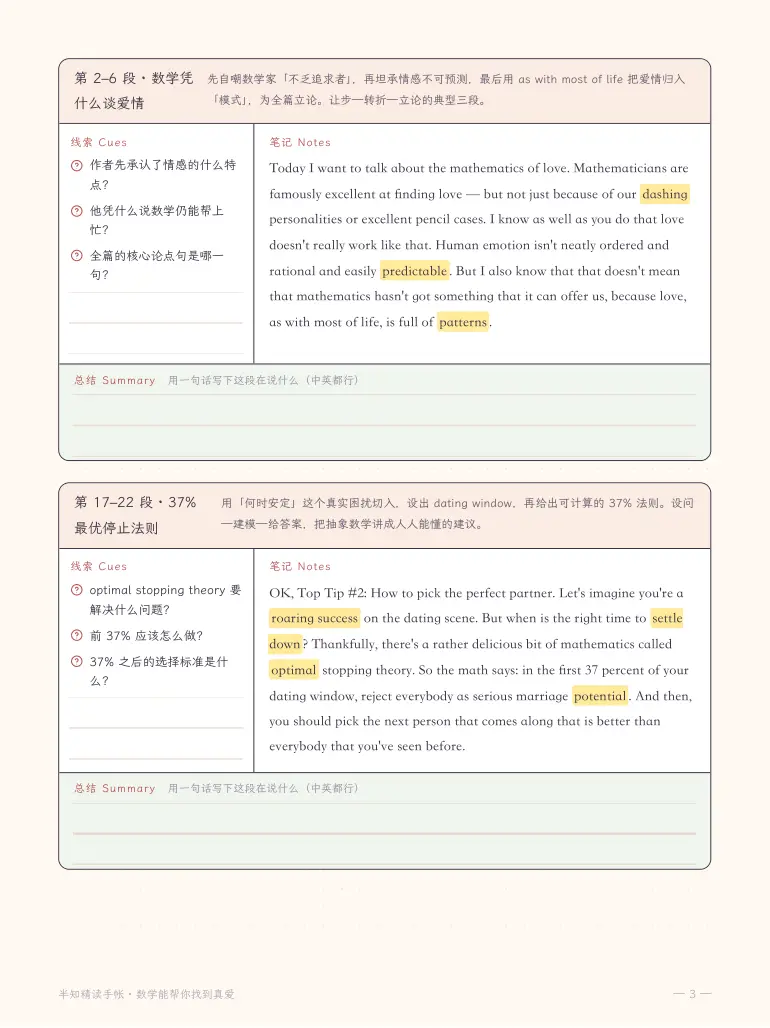 第 2–6 段・数学凭
什么谈爱情
先自嘲数学家「不乏追求者」，再坦承情感不可预测，最后用 as with most of life 把爱情归入
「模式」，为全篇立论。让步—转折—立论的典型三段。
线索 Cues
作者先承认了情感的什么特
点？
他凭什么说数学仍能帮上
忙？
全篇的核心论点句是哪一
句？
笔记 Notes
Today I want to talk about the mathematics of love. Mathematicians are
famously excellent at finding love — but not just because of our dashing
personalities or excellent pencil cases. I know as well as you do that love
doesn't really work like that. Human emotion isn't neatly ordered and
rational and easily predictable. But I also know that that doesn't mean
that mathematics hasn't got something that it can offer us, because love,
as with most of life, is full of patterns.
总结 Summary 用一句话写下这段在说什么（中英都行）
第 17–22 段・37%
最优停止法则
用「何时安定」这个真实困扰切入，设出 dating window，再给出可计算的 37% 法则。设问
—建模—给答案，把抽象数学讲成人人能懂的建议。
线索 Cues
optimal stopping theory 要
解决什么问题？
前 37% 应该怎么做？
37% 之后的选择标准是什
么？
笔记 Notes
OK, Top Tip #2: How to pick the perfect partner. Let's imagine you're a
roaring success on the dating scene. But when is the right time to settle
down? Thankfully, there's a rather delicious bit of mathematics called
optimal stopping theory. So the math says: in the first 37 percent of your
dating window, reject everybody as serious marriage potential. And then,
you should pick the next person that comes along that is better than
everybody that you've seen before.
总结 Summary 用一句话写下这段在说什么（中英都行）
半知精读手帐・数学能帮你找到真爱
— 3 —